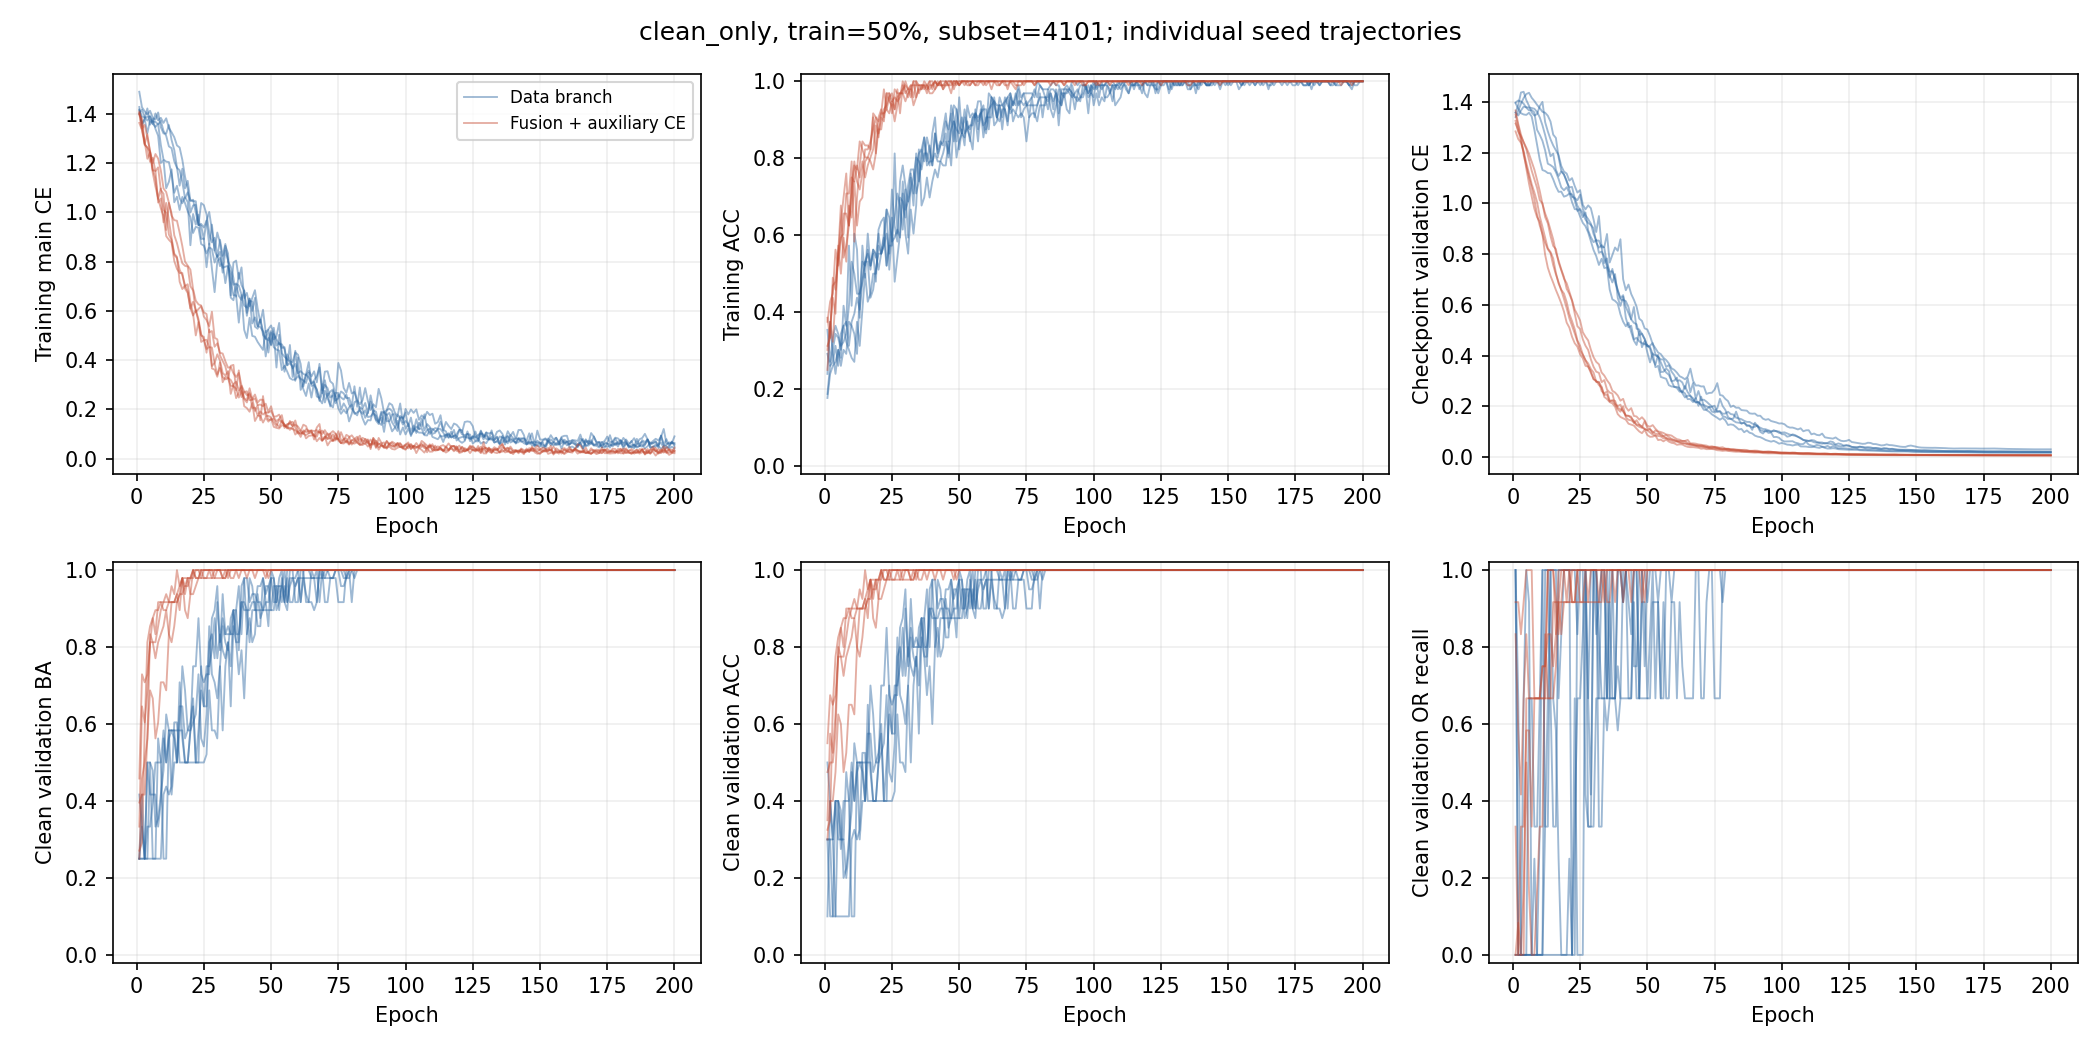 clean_only, train=50%, subset=4101; individual seed trajectories
Training main CE
1.4
1.2
1.0
0.8
0.6
0.4
0.2
0.0
Data branch
Fusion + auxiliary CE
0 25 50 75 100 125 150 175 200
Epoch
Training ACC
1.0
0.8
0.6
0.4
0.2
0.0
0 25 50 75 100 125 150 175 200
Epoch
Checkpoint validation CE
1.4
1.2
1.0
0.8
0.6
0.4
0.2
0.0
0 25 50 75 100 125 150 175 200
Epoch
Clean validation BA
1.0
0.8
0.6
0.4
0.2
0.0
0 25 50 75 100 125 150 175 200
Epoch
Clean validation ACC
1.0
0.8
0.6
0.4
0.2
0.0
0 25 50 75 100 125 150 175 200
Epoch
Clean validation OR recall
1.0
0.8
0.6
0.4
0.2
0.0
0 25 50 75 100 125 150 175 200
Epoch